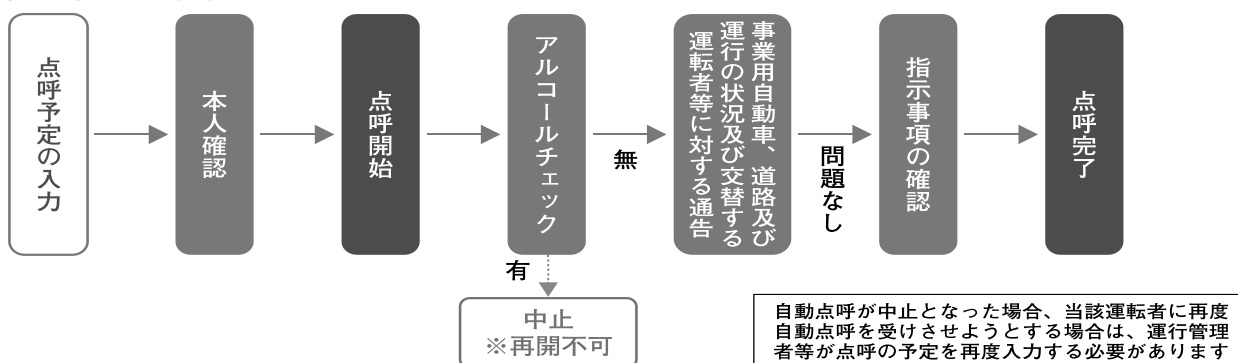 点呼予定の入力
本人確認
点呼開始
アルコールチェック
無
有
中止
※再開不可
事業用自動車、道路及び
運行の状況及び交替する
運転者等に対する通告
問題なし
指示事項の確認
点呼完了
自動点呼が中止となった場合、当該運転者に再度
自動点呼を受けさせようとする場合は、運行管理
者等が点呼の予定を再度入力する必要があります